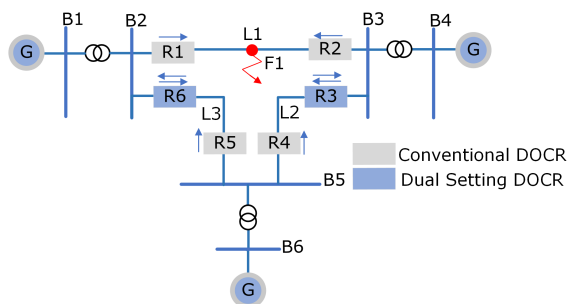 B1
B2
L1
B3
B4
G
R1
R2
G
F1
R6
R3
L3
L2
R5
R4
Conventional DOCR
B5
Dual Setting DOCR
B6
G